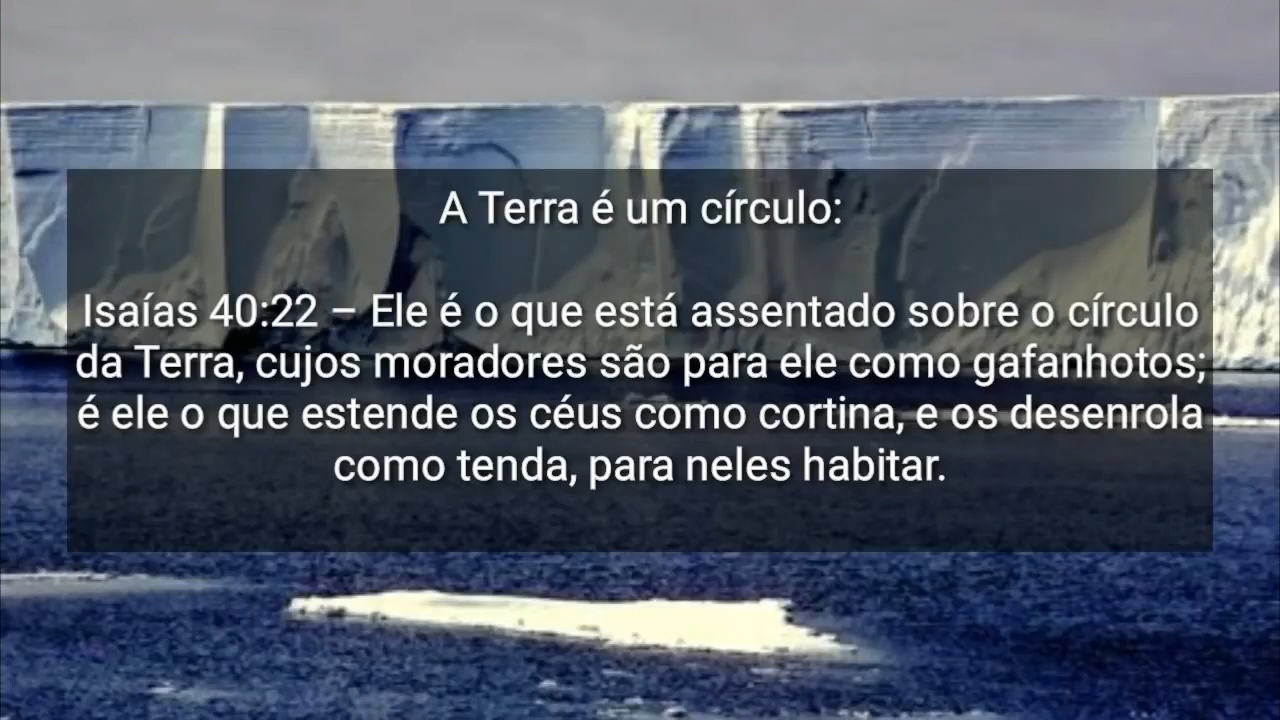 A Terra é um círculo:
Isaías 40:22 – Ele é o que está assentado sobre o círculo
da Terra, cujos moradores são para ele como gafanhotos;
é ele o que estende os céus como cortina, e os desenrola
como tenda, para neles habitar.